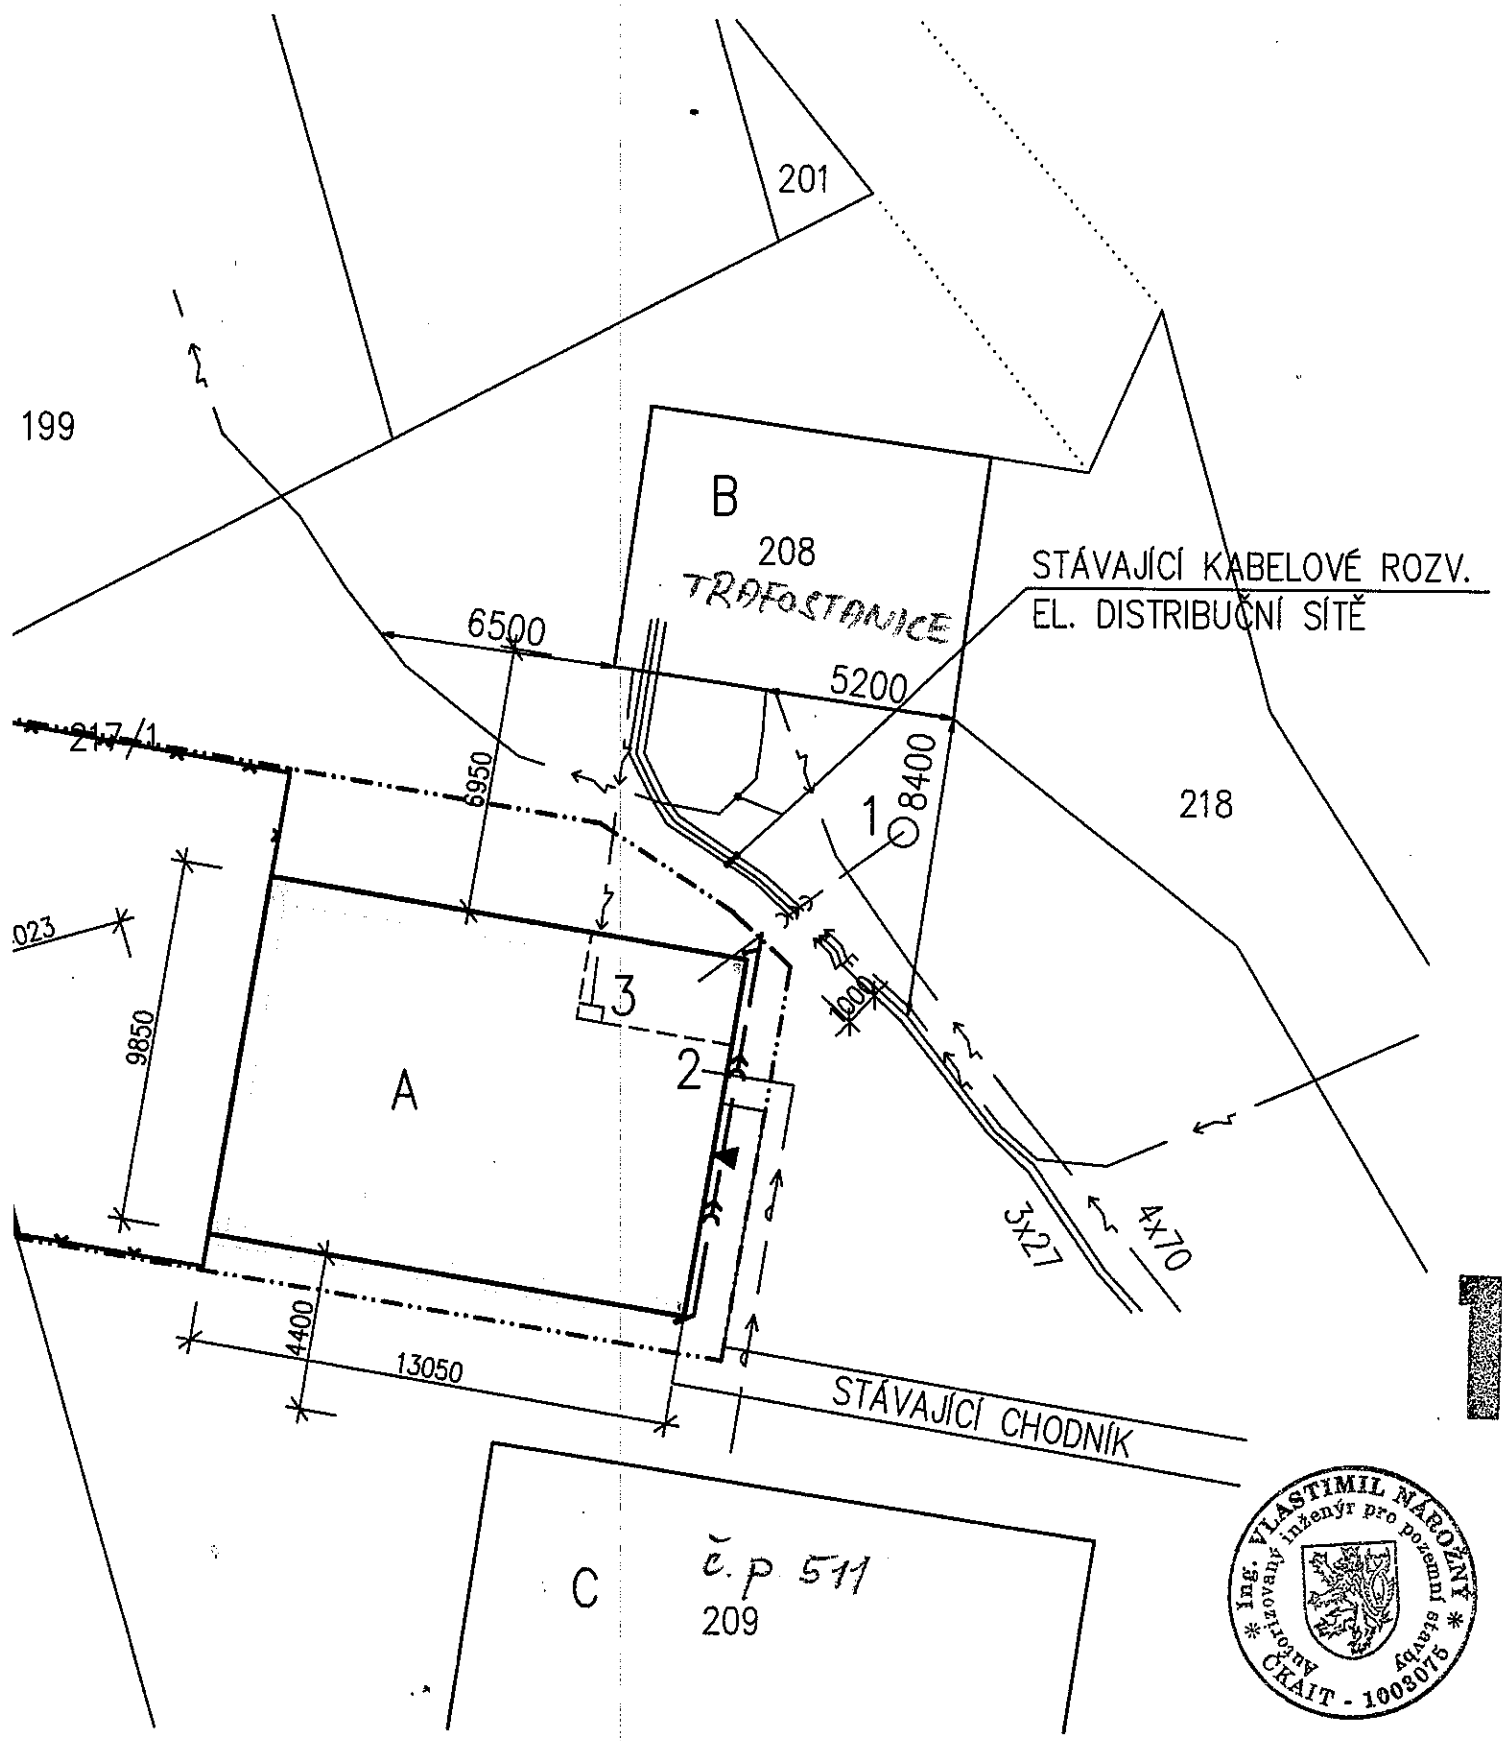 201
199
B
208
TRAFOSTANICE
STÁVAJÍCÍ KABELOVÉ ROZV.
EL. DISTRIBUČNÍ SÍTĚ
6500
5200
217/1
6950
8400
1
218
.023
3
1000
9850
2
A
3x27
4x70
4400
13050
STÁVAJÍCÍ CHODNÍK
1
č.p 511
C
209
* Ing. VLASTIMIL NÁROŽNÝ *
Autorizovaný inženýr pro pozemní stavby
ČKAIT - 1003075